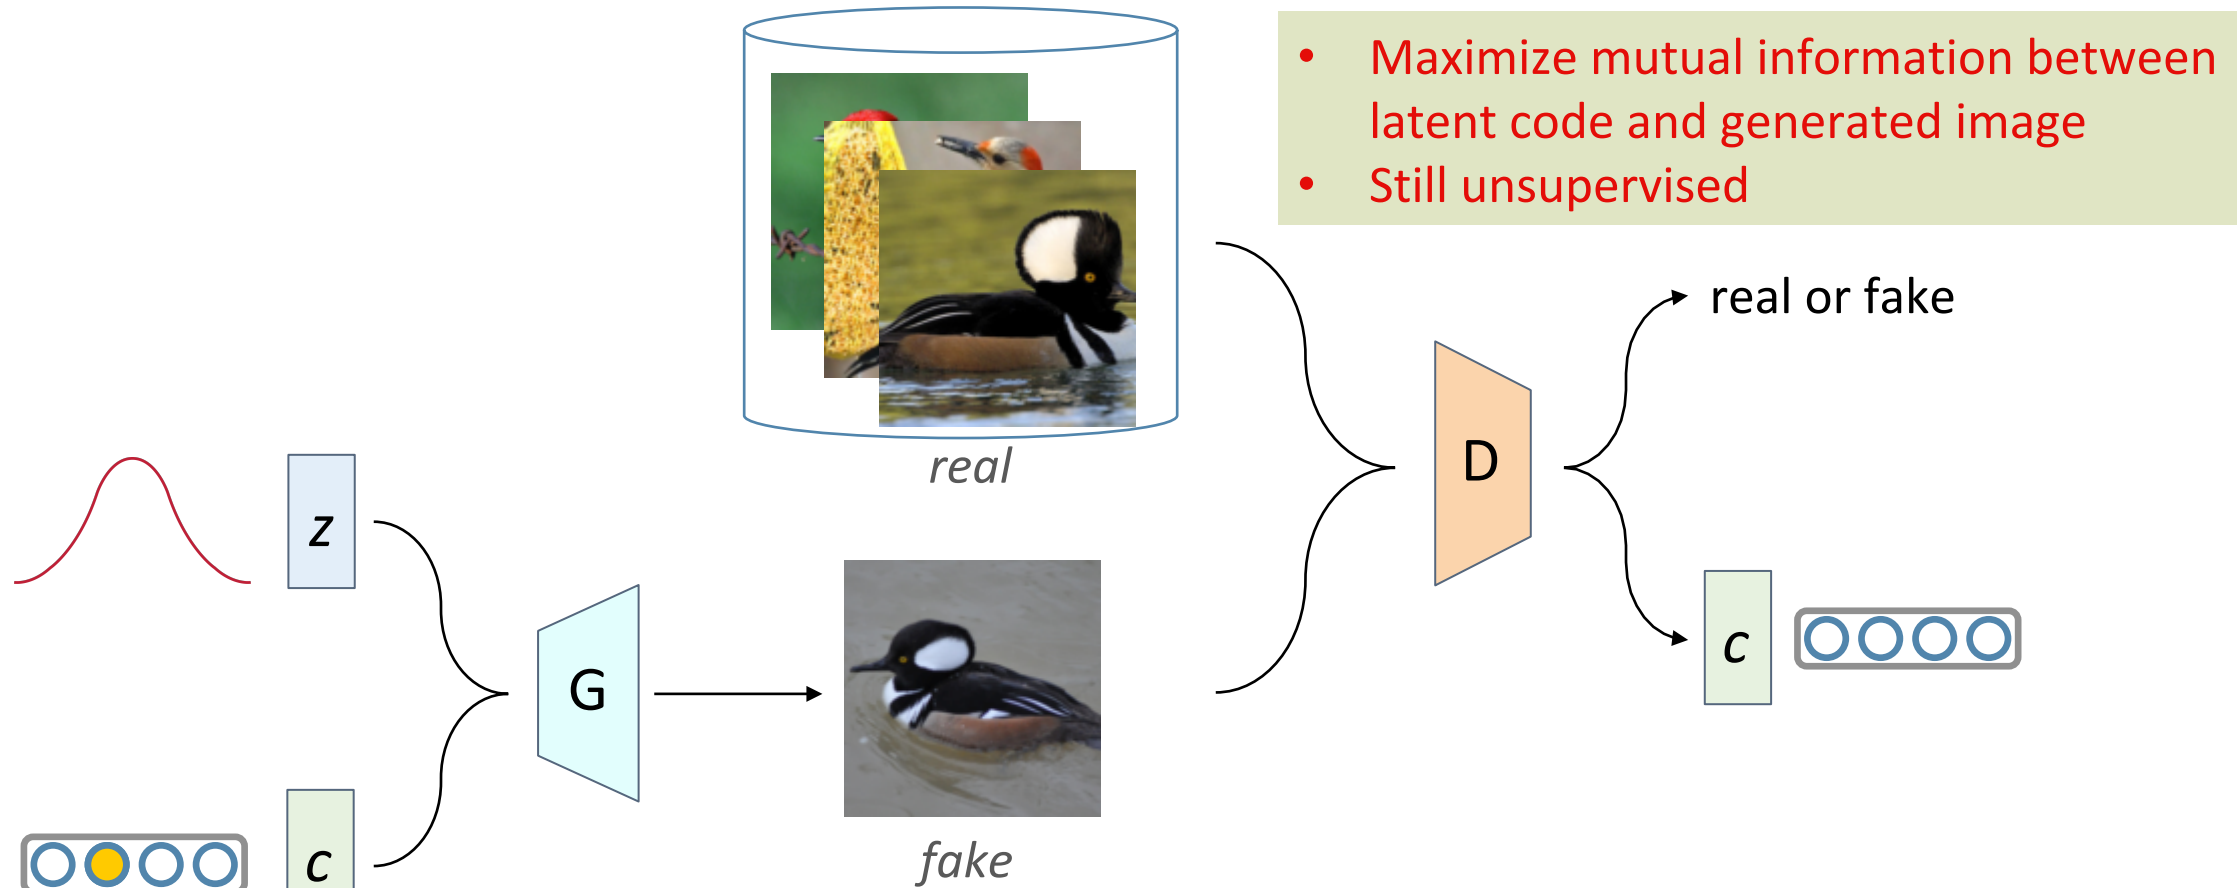 • Maximize mutual information between
latent code and generated image
• Still unsupervised
real or fake
real
D
z
c
G
fake
c